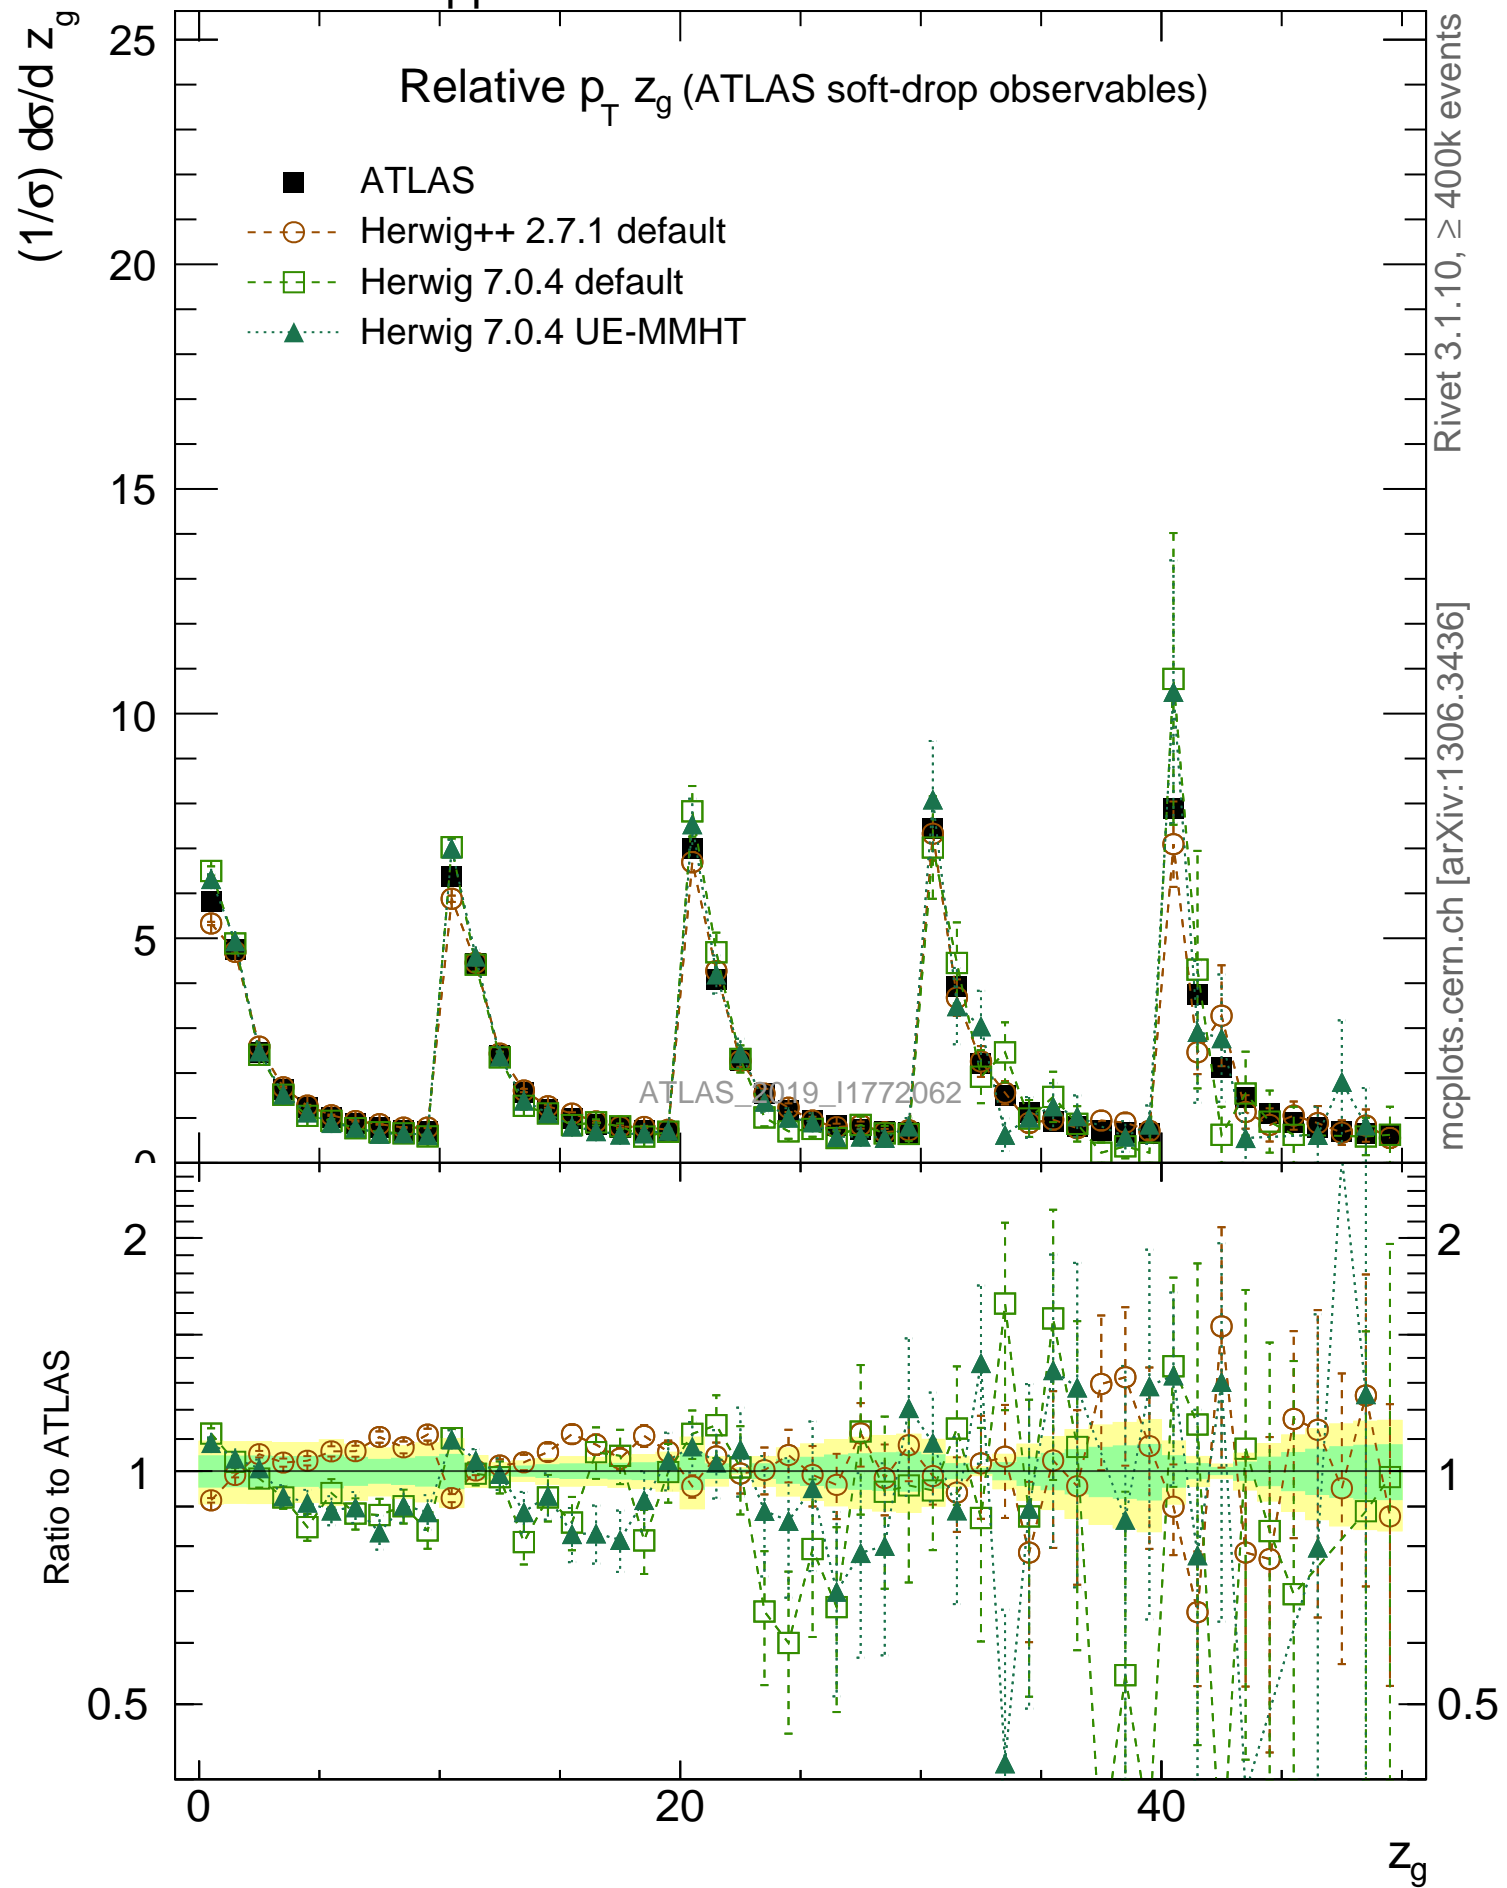 25
(1/σ) dσ/d z_g
Relative p_T z_g (ATLAS soft-drop observables)
ATLAS
Herwig++ 2.7.1 default
Herwig 7.0.4 default
Herwig 7.0.4 UE-MMHT
20
15
10
5
0
ATLAS_2019_I1772062
Rivet 3.1.10, ≥ 400k events
mcplots.cern.ch [arXiv:1306.3436]
Ratio to ATLAS
2
2
1
1
0.5
0.5
0
20
40
z_g